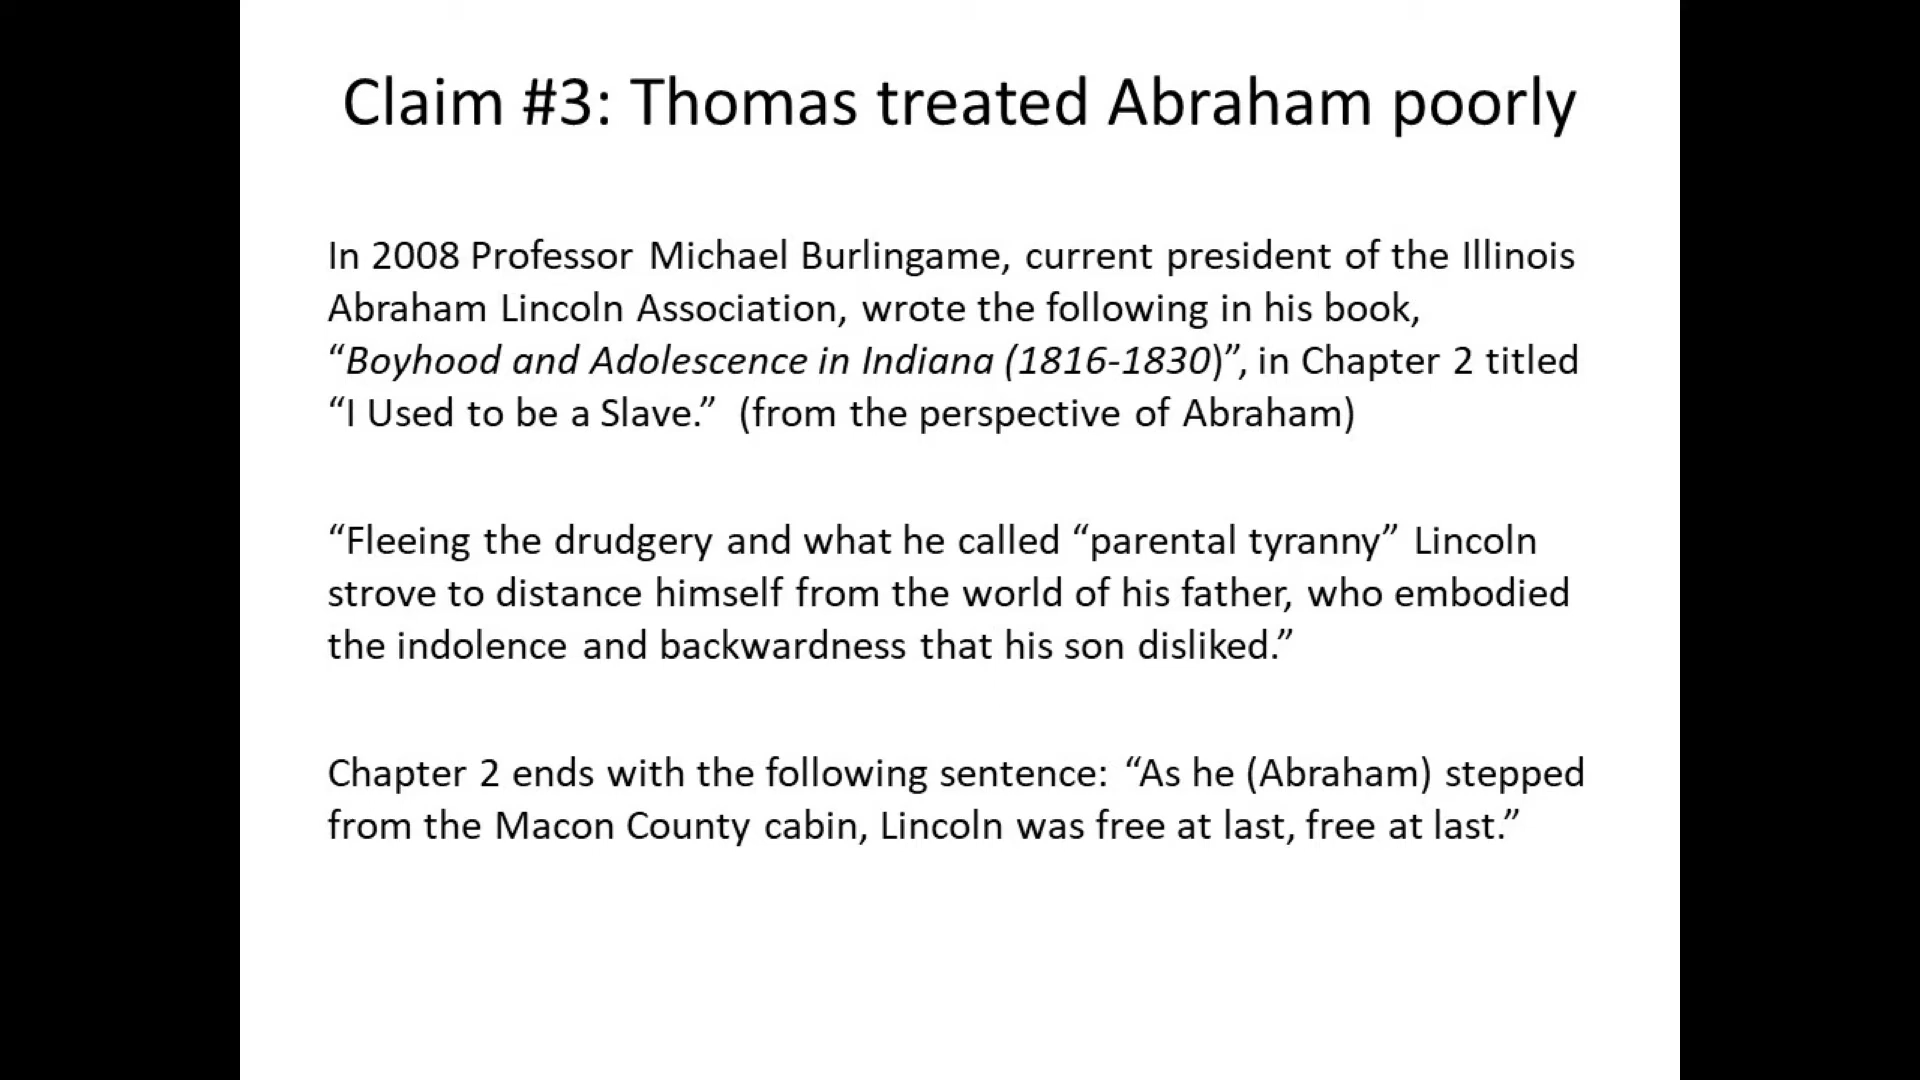 Claim #3: Thomas treated Abraham poorly
In 2008 Professor Michael Burlingame, current president of the Illinois
Abraham Lincoln Association, wrote the following in his book,
“Boyhood and Adolescence in Indiana (1816-1830)”, in Chapter 2 titled
“I Used to be a Slave.”  (from the perspective of Abraham)
“Fleeing the drudgery and what he called “parental tyranny” Lincoln
strove to distance himself from the world of his father, who embodied
the indolence and backwardness that his son disliked.”
Chapter 2 ends with the following sentence: “As he (Abraham) stepped
from the Macon County cabin, Lincoln was free at last, free at last.”